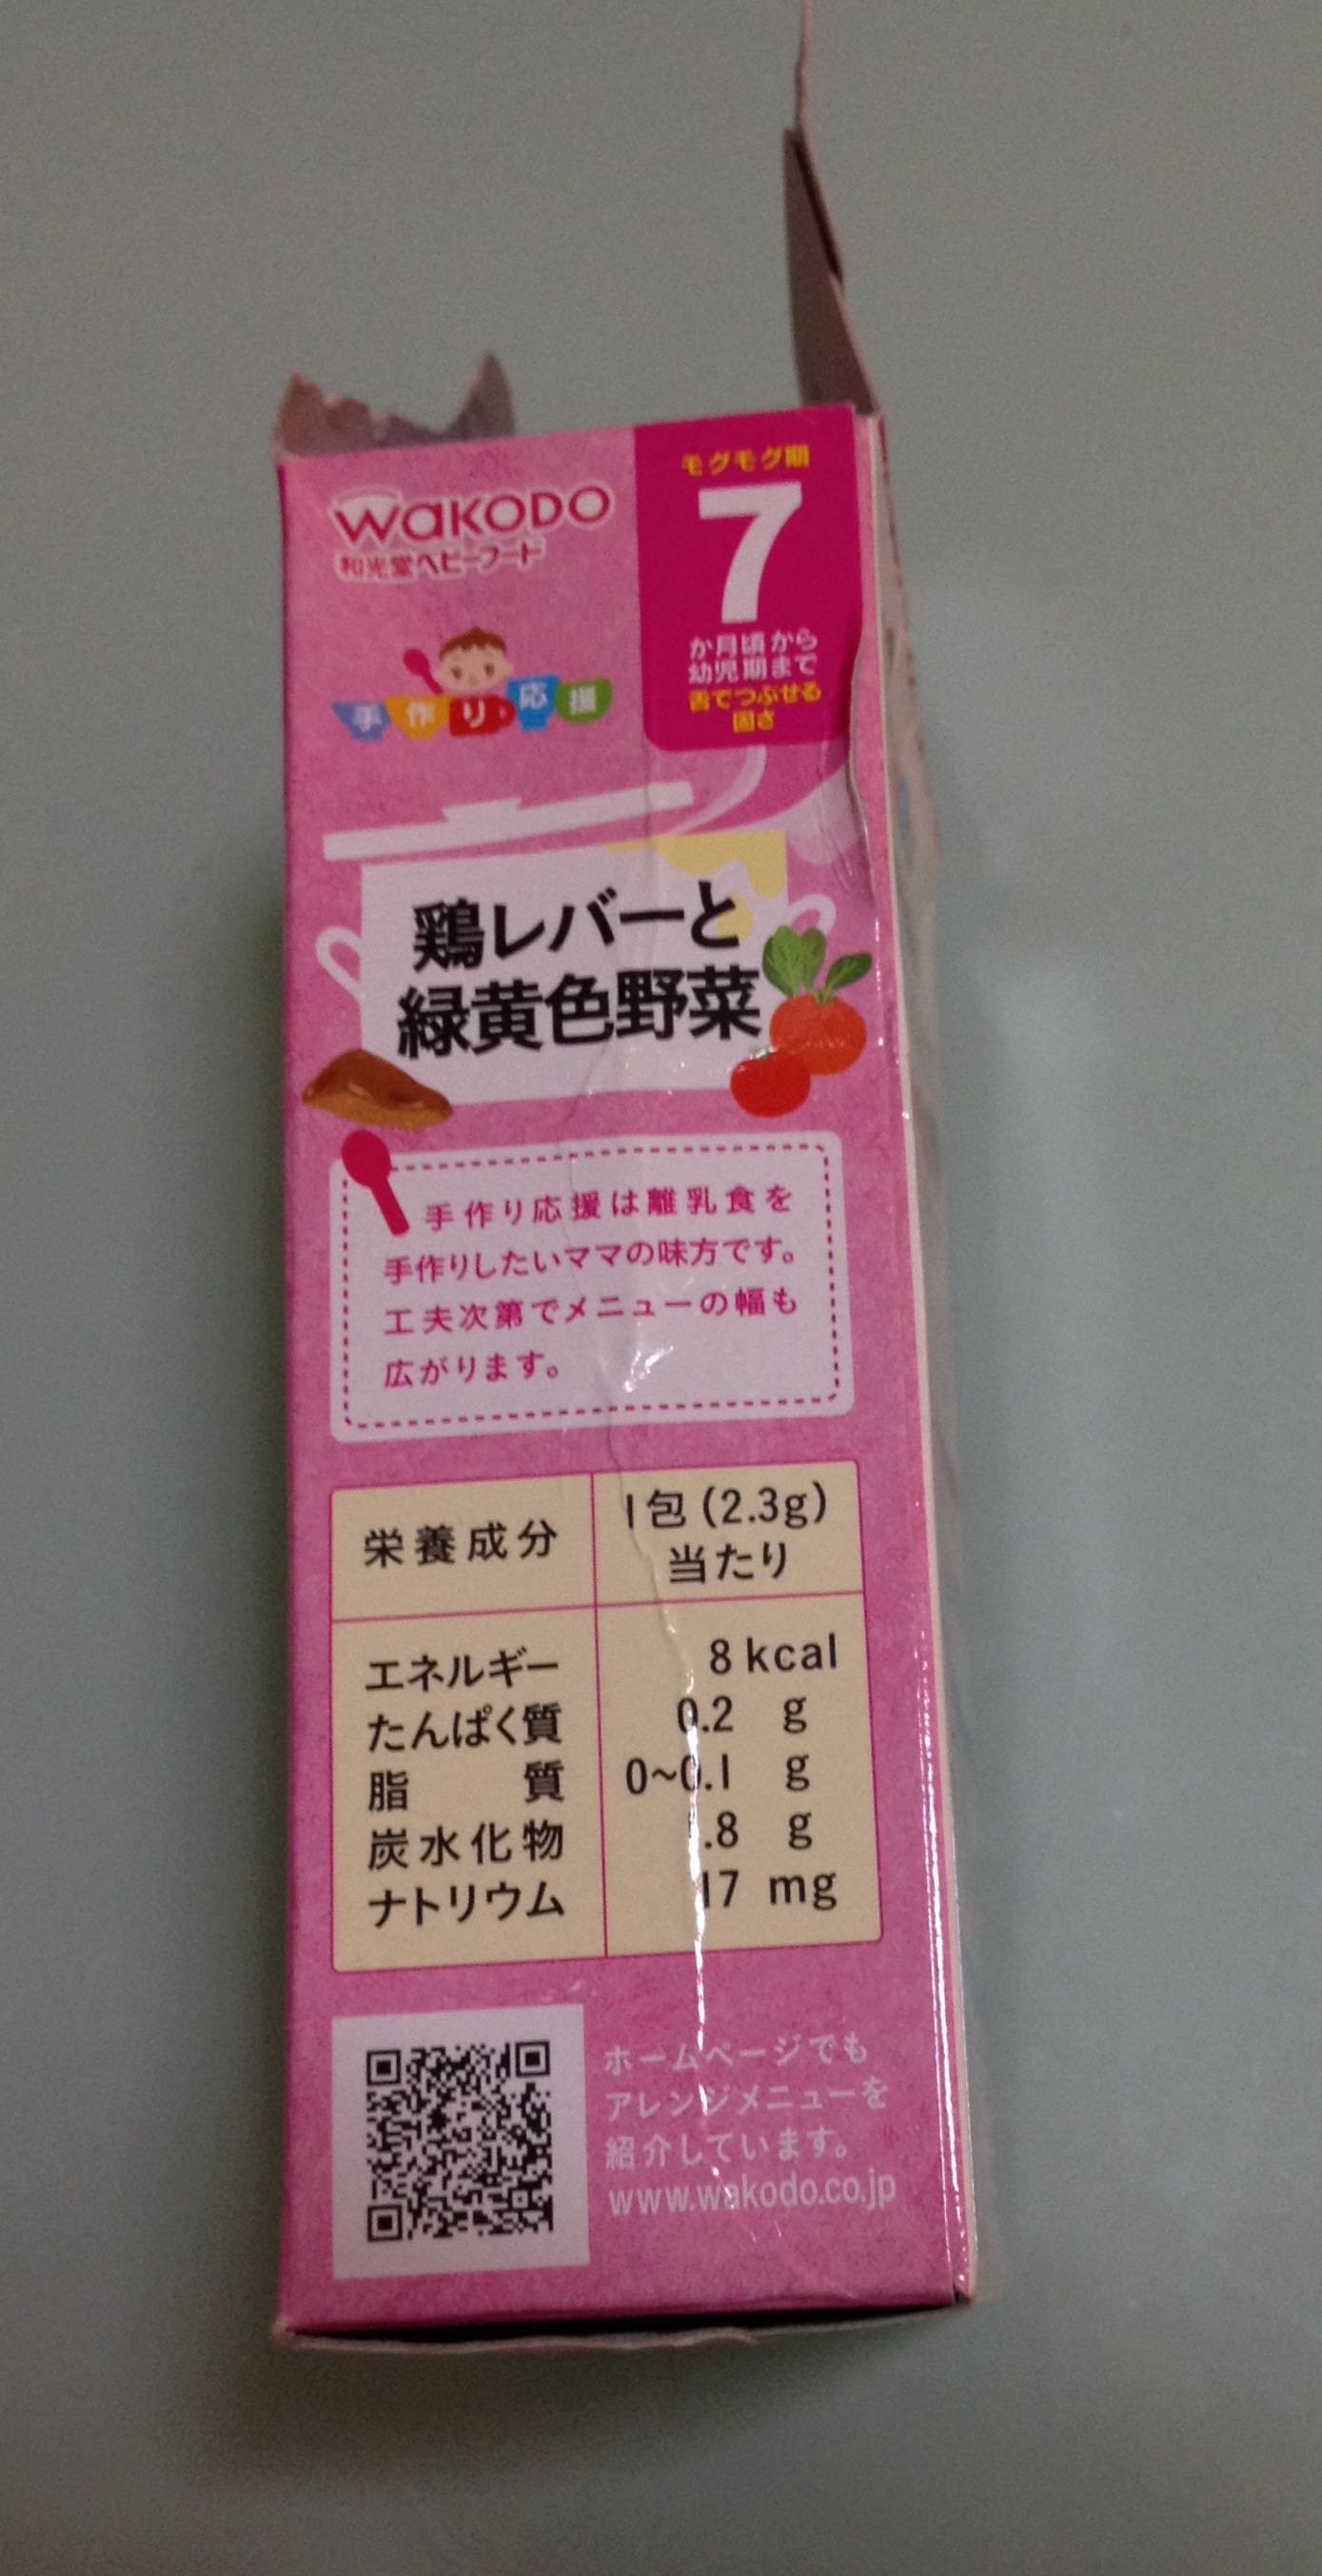 WaKODO
和光堂ベビーフード
手作り応援
モグモグ期
7
か月頃から
幼児期まで
舌でつぶせる
固さ
鶏レバーと
緑黄色野菜
手作り応援は離乳食を
手作りしたいママの味方です。
工夫次第でメニューの幅も
広がります。
栄養成分
1包(2.3g)
当たり
エネルギー 8kcal
たんぱく質 0.2 g
脂質 0~0.1 g
炭水化物 1.8 g
ナトリウム 17 mg
ホームページでも
アレンジメニューを
紹介しています。
www.wakodo.co.jp